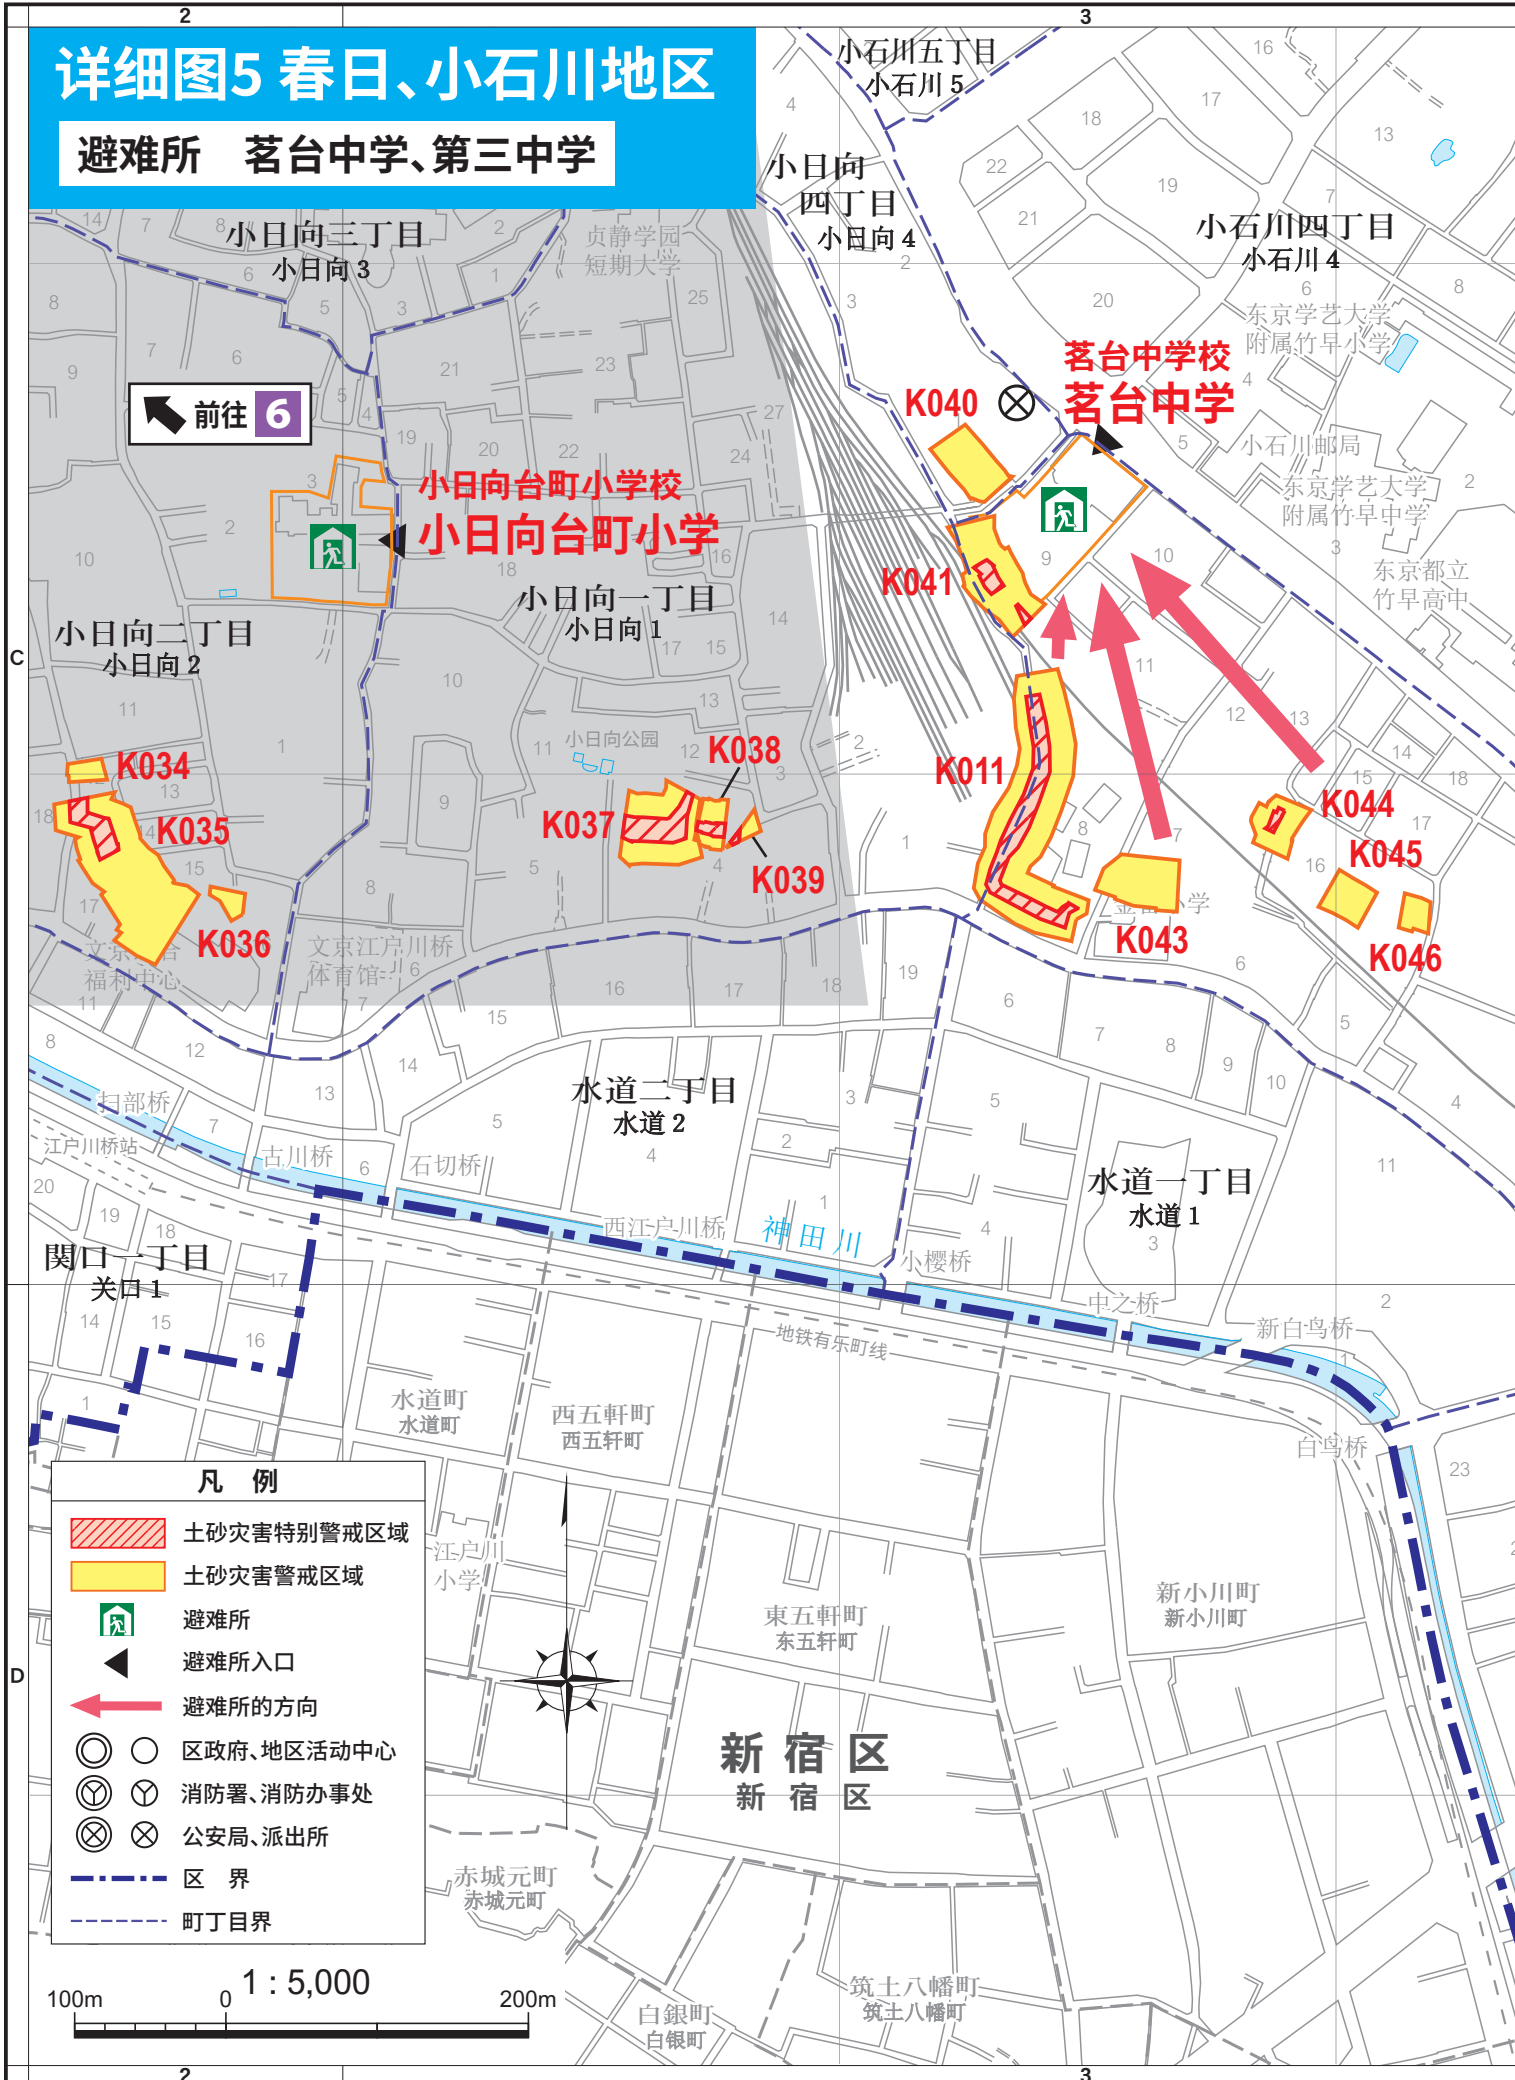 2
3
详细图5 春日、小石川地区
避难所　茗台中学、第三中学
小石川五丁目
小石川 5
小日向
四丁目
小日向 4
小石川四丁目
小石川 4
小日向三丁目
小日向 3
贞静学园
短期大学
东京学艺大学
附属竹早小学
前往 6
茗台中学校
茗台中学
K040
小石川邮局
东京学艺大学
附属竹早中学
小日向台町小学校
小日向台町小学
K041
东京都立
竹早高中
小日向一丁目
小日向 1
小日向二丁目
小日向 2
C
小日向公园
K034
K035
K036
K037
K038
K039
K011
K043
K044
K045
K046
文京江户川桥
体育馆
福利中心
水道二丁目
水道 2
水道一丁目
水道 1
扫部桥
江户川桥站
古川桥
石切桥
西江户川桥
神田川
小樱桥
中之桥
新白鸟桥
白鸟桥
関口一丁目
关口 1
地铁有乐町线
水道町
水道町
西五軒町
西五轩町
凡　例
土砂灾害特别警戒区域
土砂灾害警戒区域
避难所
避难所入口
避难所的方向
区政府、地区活动中心
消防署、消防办事处
公安局、派出所
区　界
町丁目界
江户川
小学
東五軒町
东五轩町
新小川町
新小川町
D
新宿区
新宿区
赤城元町
赤城元町
1 : 5,000
100m
0
200m
白銀町
白银町
筑土八幡町
筑土八幡町
2
3